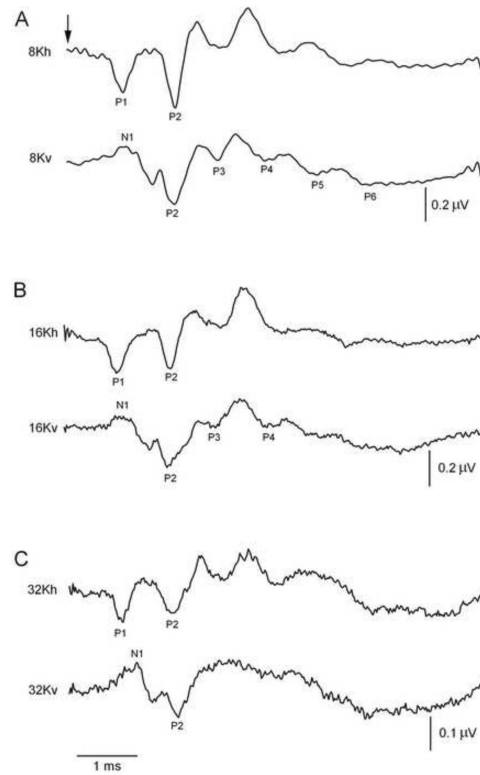 A
8Kh
P1
P2
N1
8Kv
P2
P3
P4
P5
P6
0.2 µV
B
16Kh
P1
P2
N1
16Kv
P2
P3
P4
0.2 µV
C
32Kh
P1
P2
N1
32Kv
P2
0.1 µV
1 ms